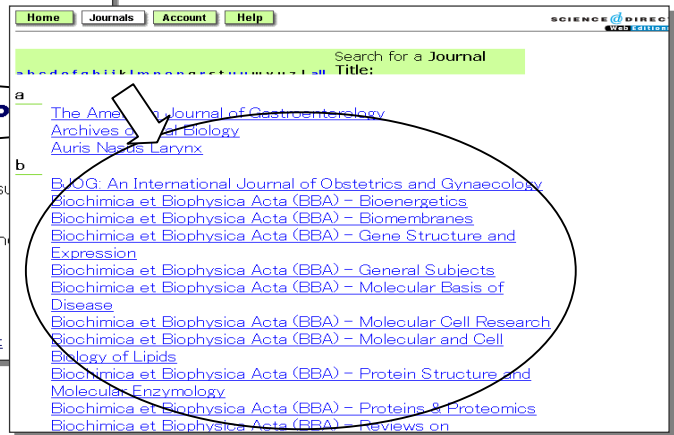 Home Journals Account Help
SCIENCE @ DIRECT
Web Editions
Search for a Journal
a b c d e f g h i j k l m n o p q r s t u v w x y z | all Title:
a
The American Journal of Gastroenterology
Archives of Oral Biology
Auris Nasus Larynx
b
BJOG: An International Journal of Obstetrics and Gynaecology
Biochimica et Biophysica Acta (BBA) - Bioenergetics
Biochimica et Biophysica Acta (BBA) - Biomembranes
Biochimica et Biophysica Acta (BBA) - Gene Structure and
Expression
Biochimica et Biophysica Acta (BBA) - General Subjects
Biochimica et Biophysica Acta (BBA) - Molecular Basis of
Disease
Biochimica et Biophysica Acta (BBA) - Molecular Cell Research
Biochimica et Biophysica Acta (BBA) - Molecular and Cell
Biology of Lipids
Biochimica et Biophysica Acta (BBA) - Protein Structure and
Molecular Enzymology
Biochimica et Biophysica Acta (BBA) - Proteins & Proteomics
Biochimica et Biophysica Acta (BBA) - Reviews on